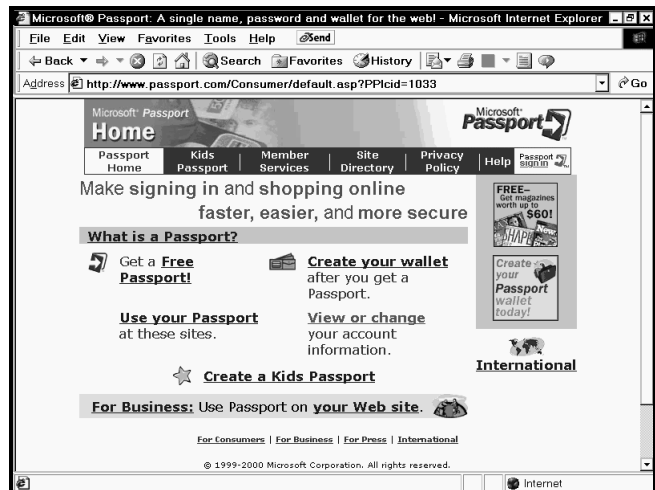 Microsoft® Passport: A single name, password and wallet for the web! - Microsoft Internet Explorer
File Edit View Favorites Tools Help Send
Back Search Favorites History
Address http://www.passport.com/Consumer/default.asp?PPlcid=1033 Go
Microsoft® Passport
Home
Microsoft®
Passport
Passport Home | Kids Passport | Member Services | Site Directory | Privacy Policy | Help Passport sign in
Make signing in and shopping online
faster, easier, and more secure
What is a Passport?
Get a Free
Passport!
Create your wallet
after you get a
Passport.
Use your Passport
at these sites.
View or change
your account
information.
Create a Kids Passport
For Business: Use Passport on your Web site.
FREE–
Get magazines
worth up to
$60!
SHAPE
Create
your
Passport
wallet
today!
International
For Consumers | For Business | For Press | International
© 1999-2000 Microsoft Corporation. All rights reserved.
Internet